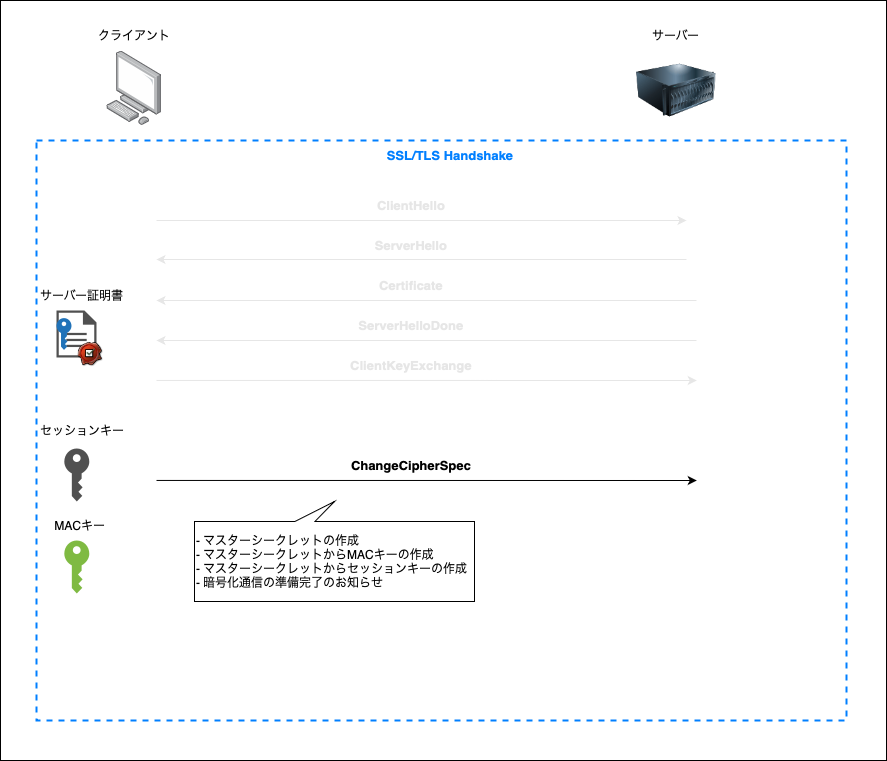 クライアント
サーバー
SSL/TLS Handshake
ClientHello
ServerHello
Certificate
サーバー証明書
ServerHelloDone
ClientKeyExchange
セッションキー
ChangeCipherSpec
MACキー
- マスターシークレットの作成
- マスターシークレットからMACキーの作成
- マスターシークレットからセッションキーの作成
- 暗号化通信の準備完了のお知らせ